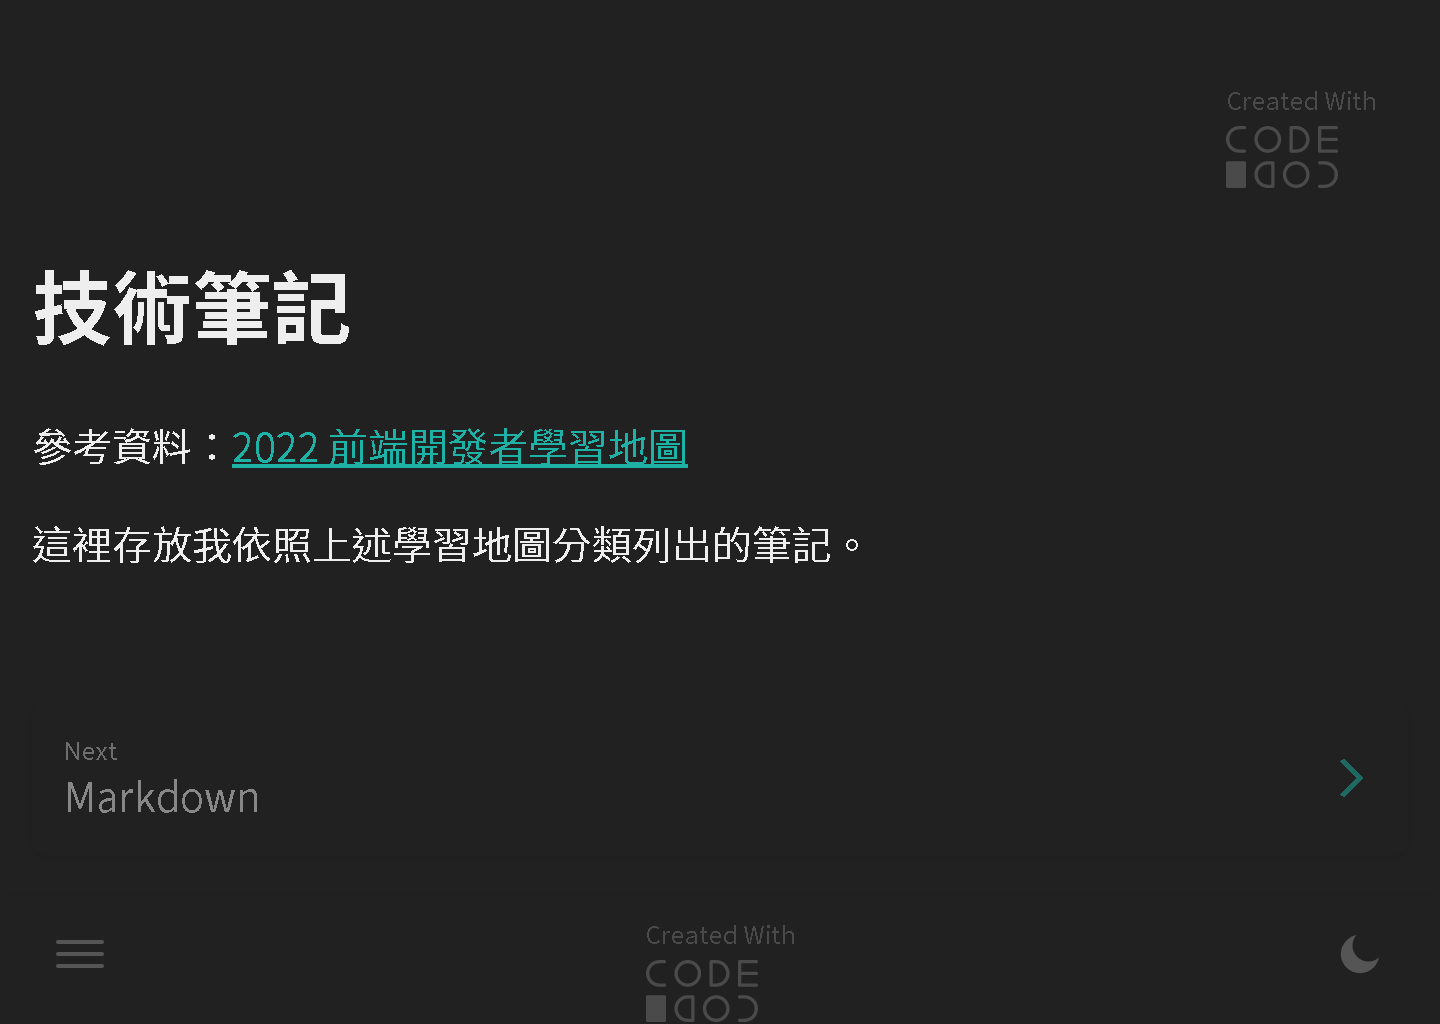 Created With
CODE
技術筆記
參考資料：2022 前端開發者學習地圖
這裡存放我依照上述學習地圖分類列出的筆記。
Next
Markdown
Created With
CODE